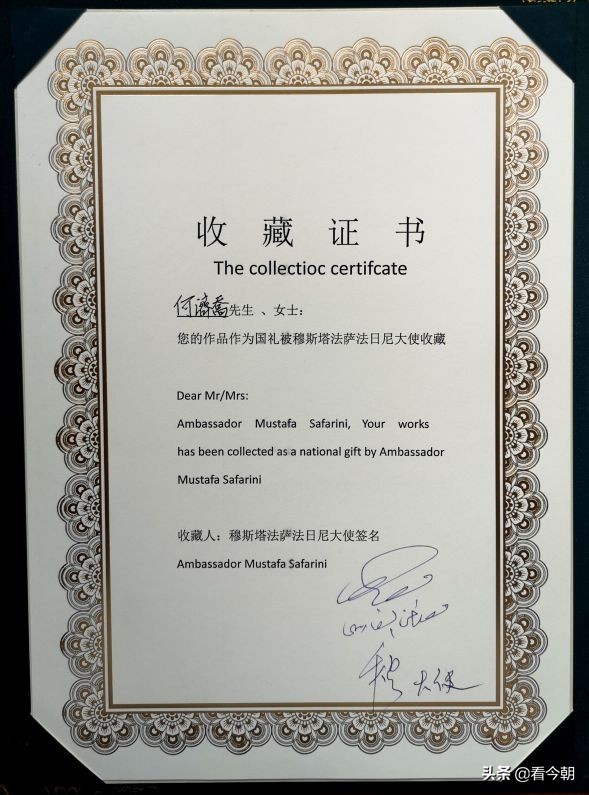 收藏证书
The collectioc certifcate
何濟喬先生 、女士：
您的作品作为国礼被穆斯塔法萨法日尼大使收藏
Dear Mr/Mrs:
Ambassador Mustafa Safarini, Your works
has been collected as a national gift by Ambassador
Mustafa Safarini
收藏人：穆斯塔法萨法日尼大使签名
Ambassador Mustafa Safarini
穆 大使
头条 @看今朝